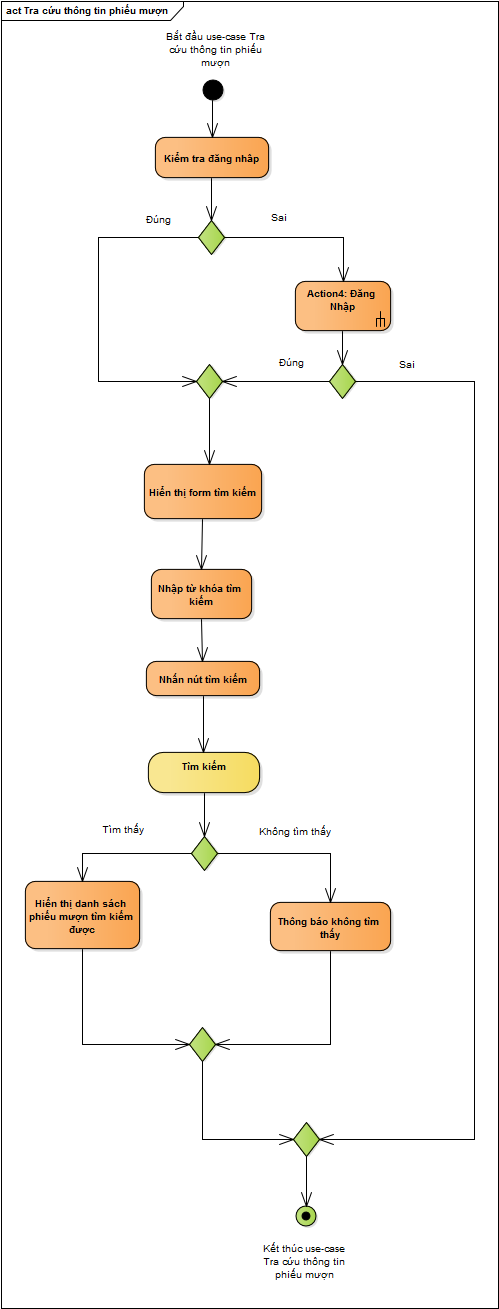 act Tra cứu thông tin phiếu mượn
Bắt đầu use-case Tra
cứu thông tin phiếu
mượn
Kiểm tra đăng nhâp
Đúng
Sai
Action4: Đăng
Nhập
Đúng
Sai
Hiển thị form tìm kiếm
Nhập từ khóa tìm
kiếm
Nhấn nút tìm kiếm
Tìm kiếm
Tìm thấy
Không tìm thấy
Hiển thị danh sách
phiếu mượn tìm kiếm
được
Thông báo không tìm
thấy
Kết thúc use-case
Tra cứu thông tin
phiếu mượn